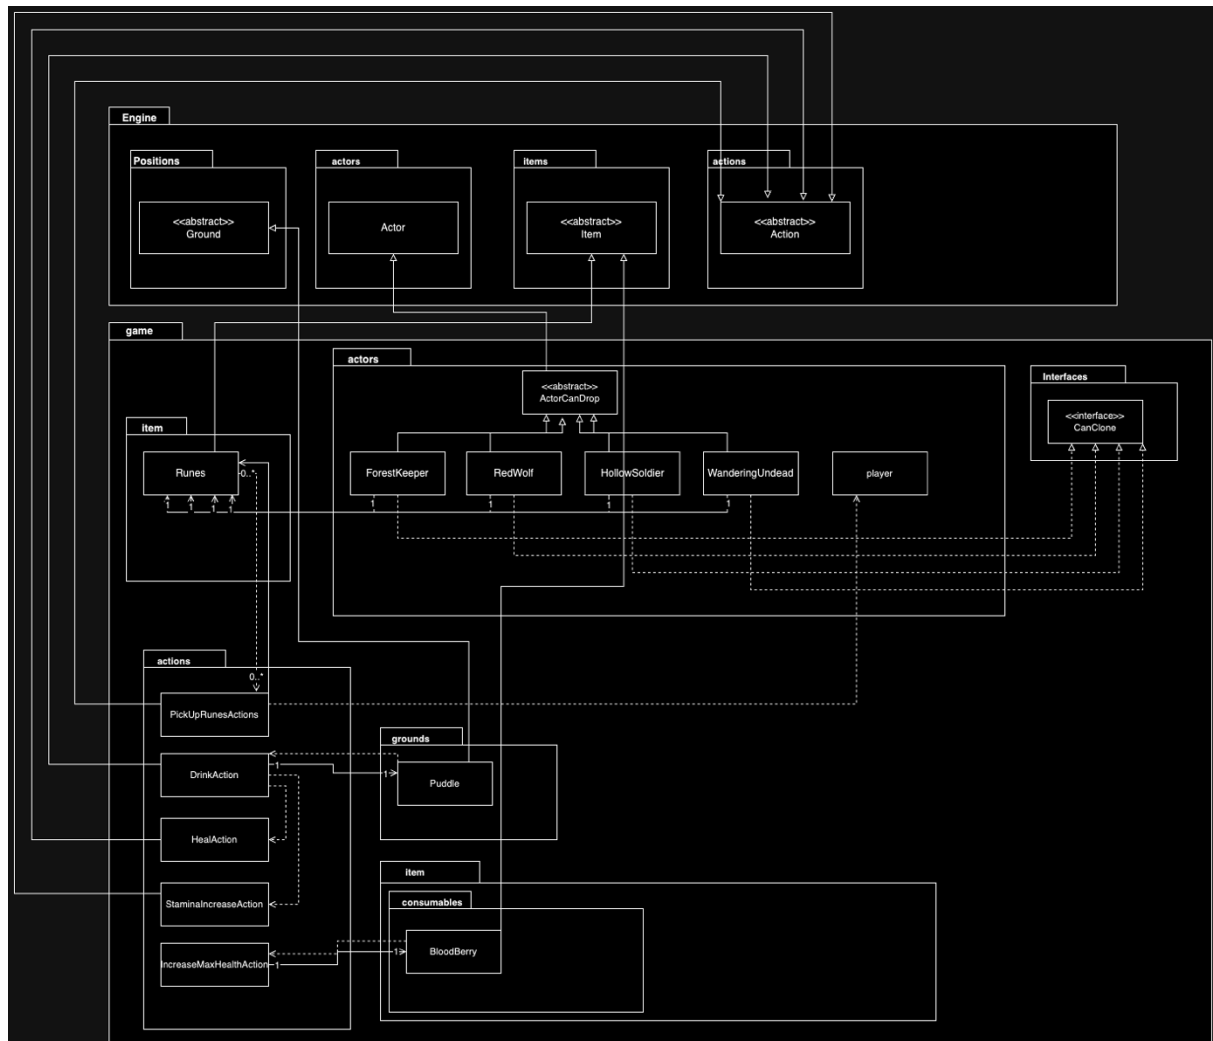 Engine
Positions
actors
items
actions
<<abstract>>
Ground
Actor
<<abstract>>
Item
<<abstract>>
Action
game
actors
Interfaces
<<abstract>>
ActorCanDrop
<<interface>>
CanClone
item
Runes
-0..*
ForestKeeper
RedWolf
HollowSoldier
WanderingUndead
player
1
1
1
1
1
1
1
1
actions
0..*
PickUpRunesActions
grounds
DrinkAction
1
1
Puddle
HealAction
item
StaminaIncreaseAction
consumables
IncreaseMaxHealthAction
1
1
BloodBerry